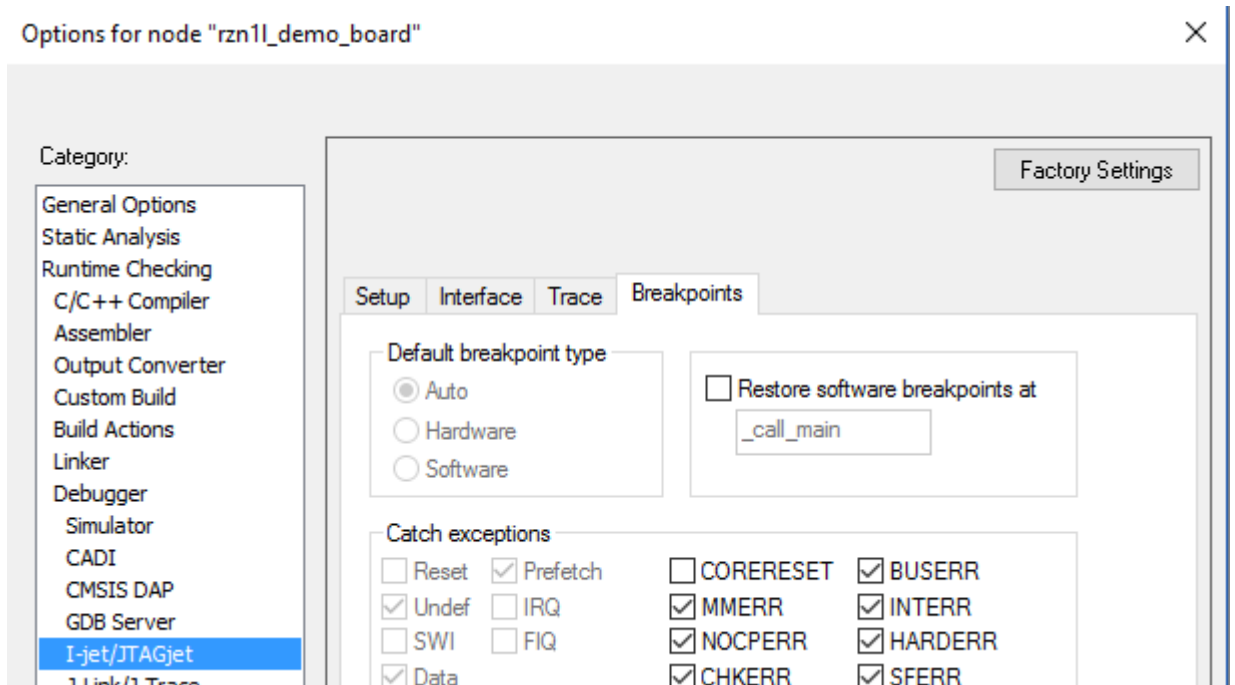 Options for node "rzn1l_demo_board"
Category:
Factory Settings
General Options
Static Analysis
Runtime Checking
C/C++ Compiler
Assembler
Output Converter
Custom Build
Build Actions
Linker
Debugger
Simulator
CADI
CMSIS DAP
GDB Server
I-jet/JTAGjet
J-Link/J-Trace
Setup Interface Trace Breakpoints
Default breakpoint type
Auto
Hardware
Software
Restore software breakpoints at
_call_main
Catch exceptions
Reset Prefetch CORERESET BUSERR
Undef IRQ MMERR INTERR
SWI FIQ NOCPERR HARDERR
Data CHKERR SFERR